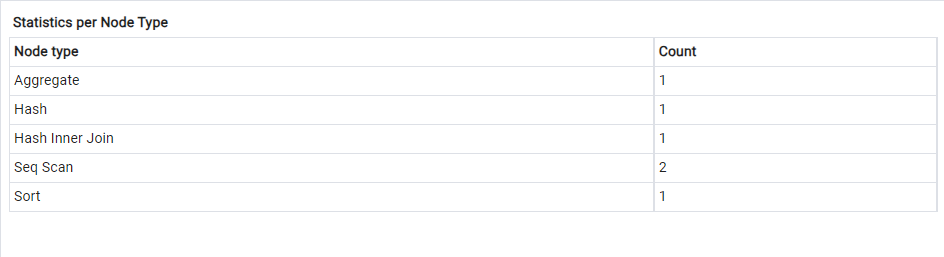 Statistics per Node Type
Node type Count
Aggregate 1
Hash 1
Hash Inner Join 1
Seq Scan 2
Sort 1